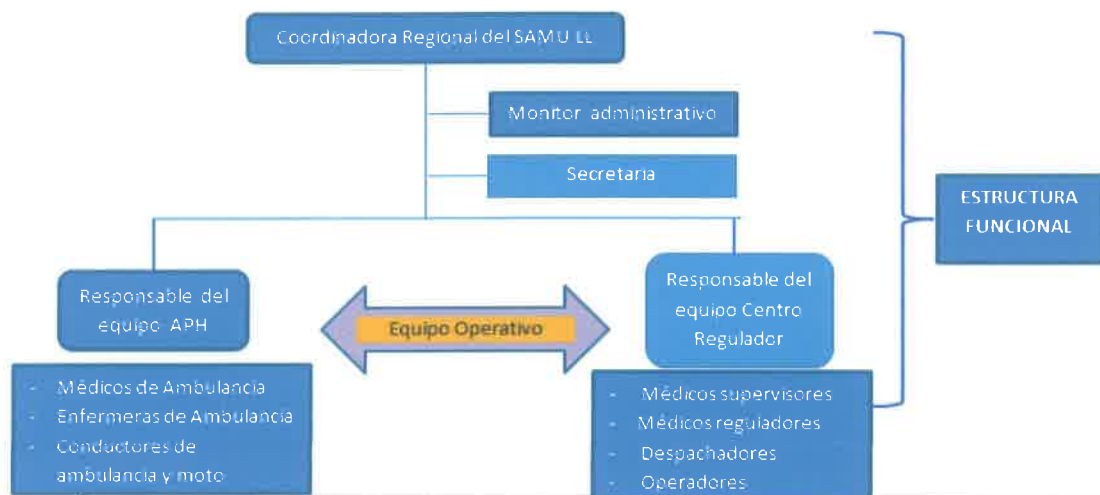 Coordinadora Regional del SAMU LL
Monitor administrativo
Secretaria
ESTRUCTURA
FUNCIONAL
Responsable del
equipo APH
Equipo Operativo
Responsable del
equipo Centro
Regulador
- Médicos de Ambulancia
- Enfermeras de Ambulancia
- Conductores de
ambulancia y moto
- Médicos supervisores
- Médicos reguladores
- Despachadores
- Operadores